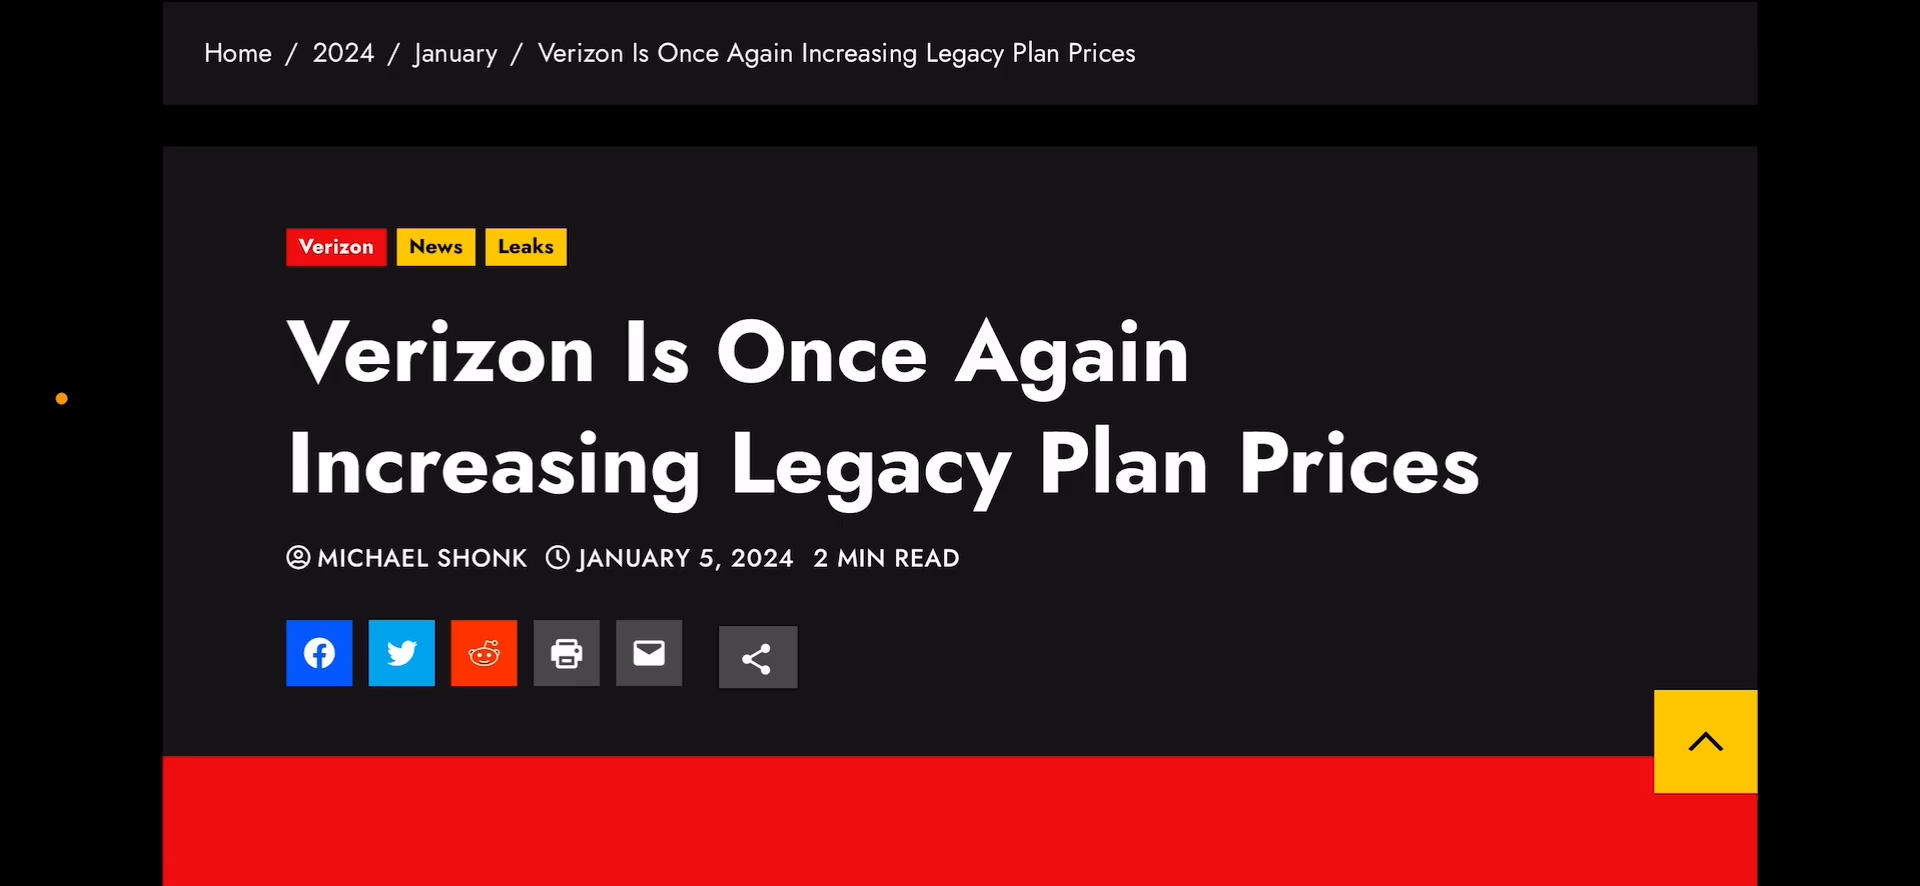 Home / 2024 / January / Verizon Is Once Again Increasing Legacy Plan Prices
Verizon News Leaks
Verizon Is Once Again
Increasing Legacy Plan Prices
MICHAEL SHONK JANUARY 5, 2024 2 MIN READ